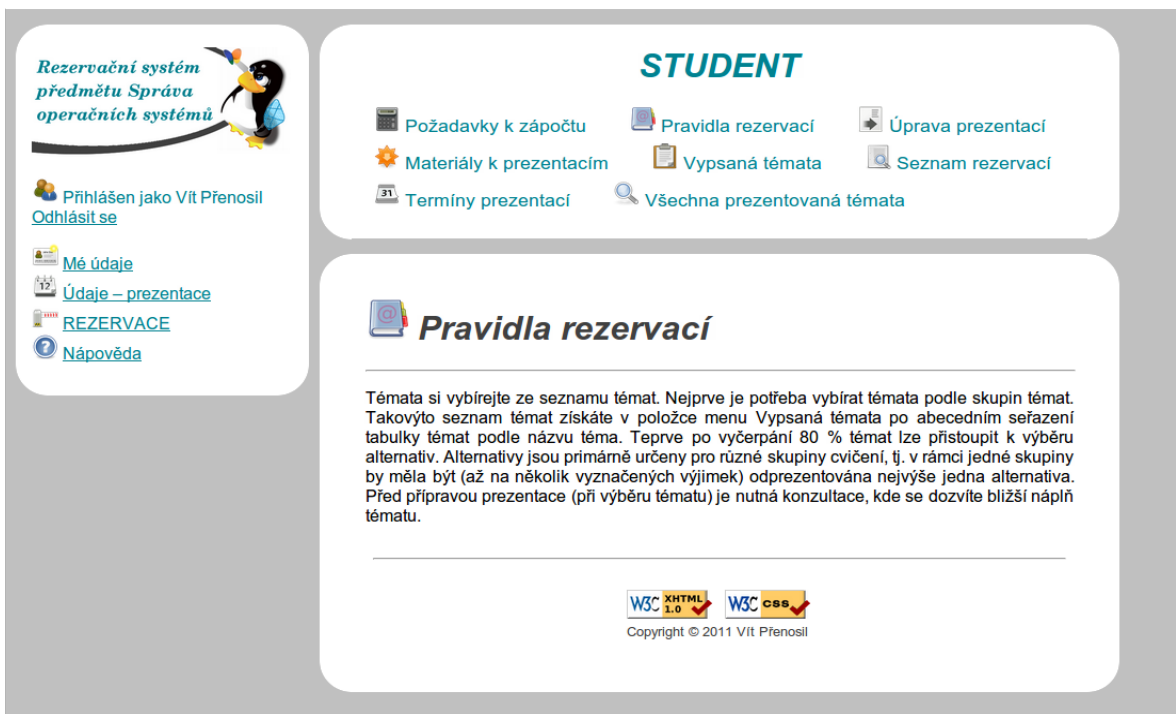 Rezervační systém
předmětu Správa
operačních systémů
Přihlášen jako Vít Přenosil
Odhlásit se
Mé údaje
12
Údaje – prezentace
REZERVACE
Nápověda
STUDENT
Požadavky k zápočtu
Pravidla rezervací
Úprava prezentací
Materiály k prezentacím
Vypsaná témata
Seznam rezervací
31
Termíny prezentací
Všechna prezentovaná témata
@
Pravidla rezervací
Témata si vybírejte ze seznamu témat. Nejprve je potřeba vybírat témata podle skupin témat.
Takovýto seznam témat získáte v položce menu Vypsaná témata po abecedním seřazení
tabulky témat podle názvu téma. Teprve po vyčerpání 80 % témat lze přistoupit k výběru
alternativ. Alternativy jsou primárně určeny pro různé skupiny cvičení, tj. v rámci jedné skupiny
by měla být (až na několik vyznačených výjimek) odprezentována nejvýše jedna alternativa.
Před přípravou prezentace (při výběru tématu) je nutná konzultace, kde se dozvíte bližší náplň
tématu.
W3C XHTML 1.0
W3C css
Copyright © 2011 Vít Přenosil